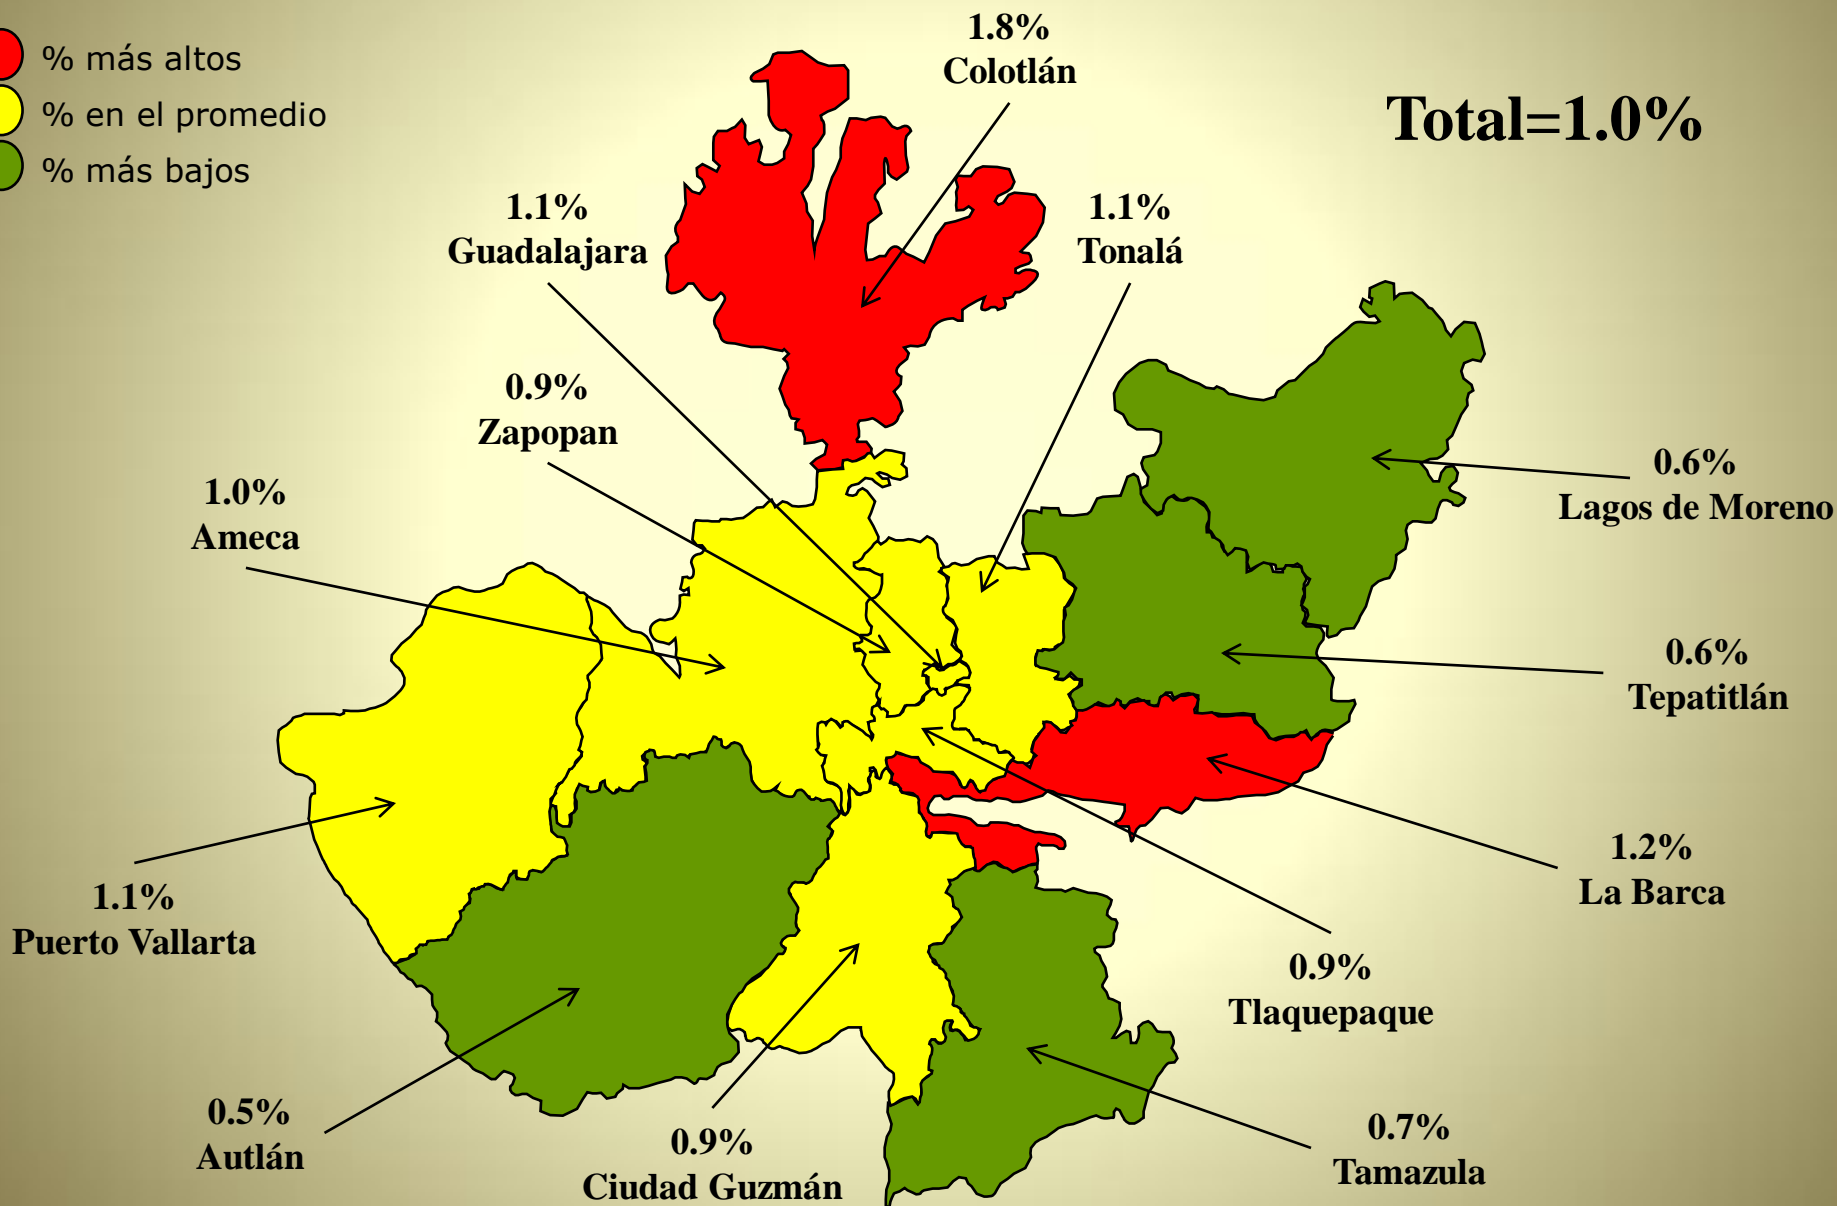 % más altos
% en el promedio
% más bajos
1.8%
Colotlán
Total=1.0%
1.1%
Guadalajara
1.1%
Tonalá
0.9%
Zapopan
1.0%
Ameca
0.6%
Lagos de Moreno
0.6%
Tepatitlán
1.2%
La Barca
1.1%
Puerto Vallarta
0.9%
Tlaquepaque
0.5%
Autlán
0.9%
Ciudad Guzmán
0.7%
Tamazula